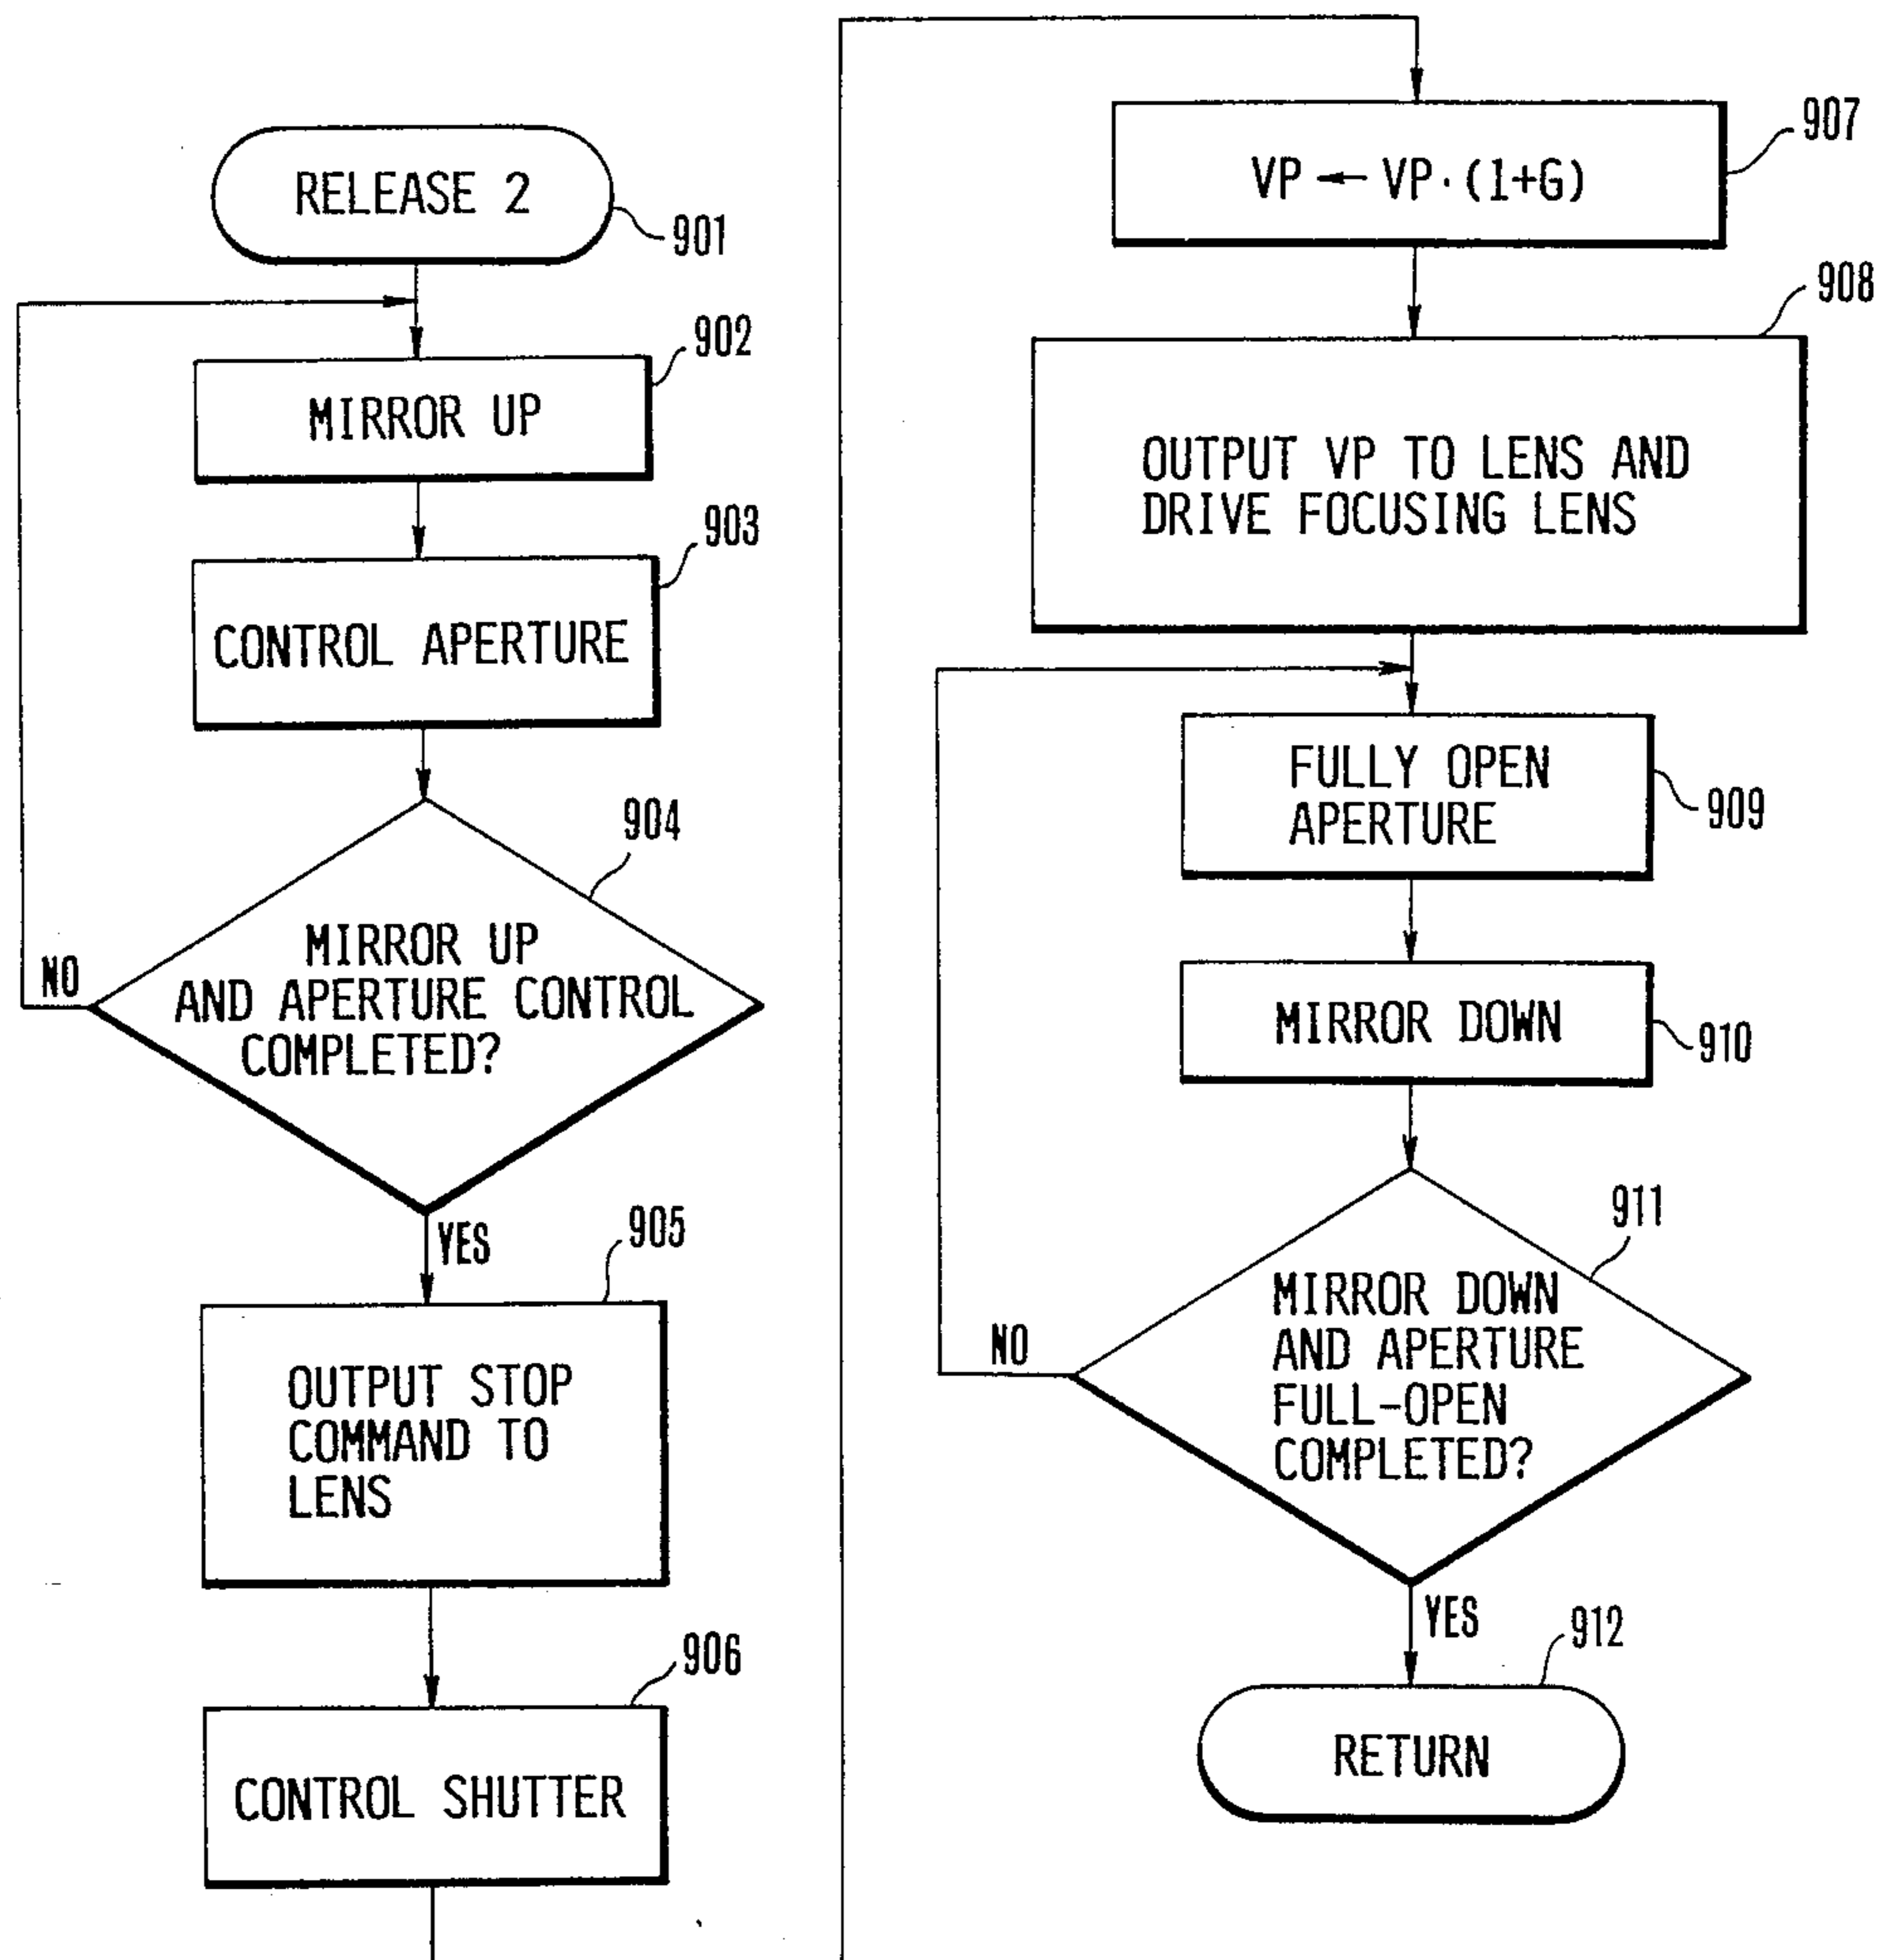 RELEASE 2
901
902
MIRROR UP
903
CONTROL APERTURE
904
MIRROR UP
AND APERTURE CONTROL
COMPLETED?
NO
YES
905
OUTPUT STOP
COMMAND TO
LENS
906
CONTROL SHUTTER
907
VP ← VP·(1+G)
908
OUTPUT VP TO LENS AND
DRIVE FOCUSING LENS
FULLY OPEN
APERTURE
909
MIRROR DOWN
910
911
MIRROR DOWN
AND APERTURE
FULL-OPEN
COMPLETED?
NO
YES
912
RETURN